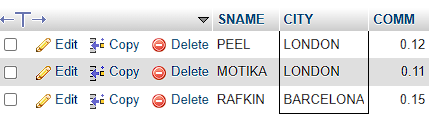 SNAME CITY COMM
Edit Copy Delete PEEL LONDON 0.12
Edit Copy Delete MOTIKA LONDON 0.11
Edit Copy Delete RAFKIN BARCELONA 0.15